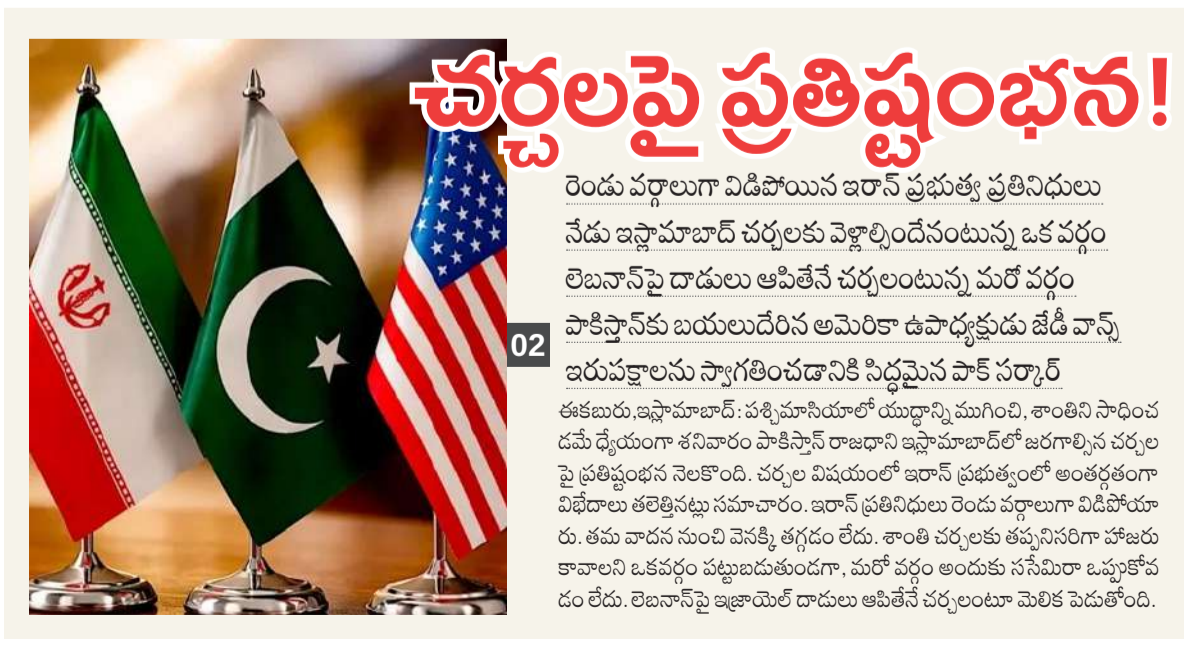 చర్చలపై ప్రతిష్టంభన!
రెండు వర్గాలుగా విడిపోయిన ఇరాన్ ప్రభుత్వ ప్రతినిధులు
నేడు ఇస్లామాబాద్ చర్చలకు వెళ్లాల్సిందేనంటున్న ఒక వర్గం
లెబనాన్‌పై దాడులు ఆపితేనే చర్చలంటున్న మరో వర్గం
పాకిస్తాన్‌కు బయలుదేరిన అమెరికా ఉపాధ్యక్షుడు జేడీ వాన్స్
02
ఇరుపక్షాలను స్వాగతించడానికి సిద్ధమైన పాక్ సర్కార్
ఈకబురు,ఇస్లామాబాద్: పశ్చిమాసియాలో యుద్ధాన్ని ముగించి, శాంతిని సాధించ
డమే ధ్యేయంగా శనివారం పాకిస్తాన్ రాజధాని ఇస్లామాబాద్‌లో జరగాల్సిన చర్చల
పై ప్రతిష్టంభన నెలకొంది. చర్చల విషయంలో ఇరాన్ ప్రభుత్వంలో అంతర్గతంగా
విభేదాలు తలెత్తినట్లు సమాచారం. ఇరాన్ ప్రతినిధులు రెండు వర్గాలుగా విడిపోయా
రు. తమ వాదన నుంచి వెనక్కి తగ్గడం లేదు. శాంతి చర్చలకు తప్పనిసరిగా హాజరు
కావాలని ఒకవర్గం పట్టుబడుతుండగా, మరో వర్గం అందుకు ససేమిరా ఒప్పుకోవ
డం లేదు. లెబనాన్‌పై ఇజ్రాయెల్ దాడులు ఆపితేనే చర్చలంటూ మెలిక పెడుతోంది.